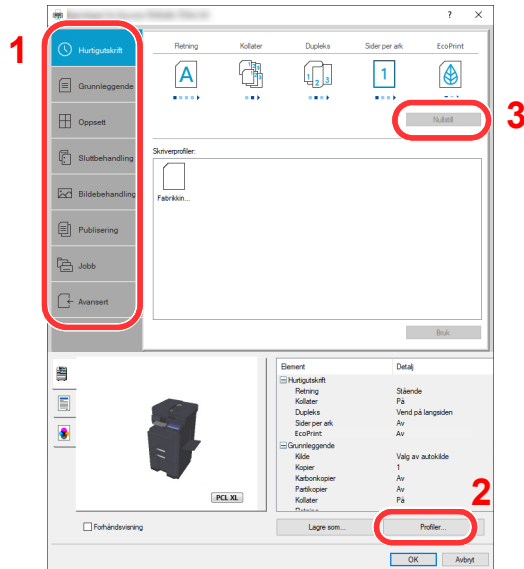 ? ×
1
Hurtigutskrift
Grunnleggende
Oppsett
Sluttbehandling
Bildebehandling
Publisering
Jobb
Avansert
Retning Kollater Dupleks Sider per ark EcoPrint
A 1 2 3 1
Nullstill
3
Skriverprofiler:
Fabrikkin...
Bruk
Element Detalj
Hurtigutskrift
Retning Stående
Kollater På
Dupleks Vend på langsiden
Sider per ark Av
EcoPrint Av
Grunnleggende
Kilde Valg av autokilde
Kopier 1
Karbonkopier Av
Partikopier Av
Kollater På
PCL XL
2
Forhåndsvisning
Lagre som... Profiler...
OK Avbryt